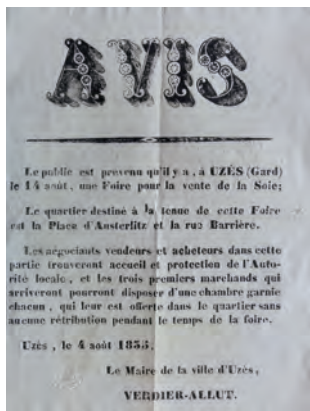 AVIS
Le public est prévenu qu'il y a, à UZÈS (Gard)
le 14 août, une Foire pour la vente de la Soie;
Le quartier destiné à la tenue de cette Foire
est la Place d'Austerlitz et la rue Barrière.
Les négociants vendeurs et acheteurs dans cette
partie trouveront accueil et protection de l'Auto-
rité locale, et les trois premiers marchands qui
arriveront pourront disposer d'une chambre garnie
chacun, qui leur est offerte dans le quartier sans
aucune rétribution pendant le temps de la foire.
Uzès, le 4 août 1835.
Le Maire de la ville d'Uzès,
VERDIER-ALLUT.